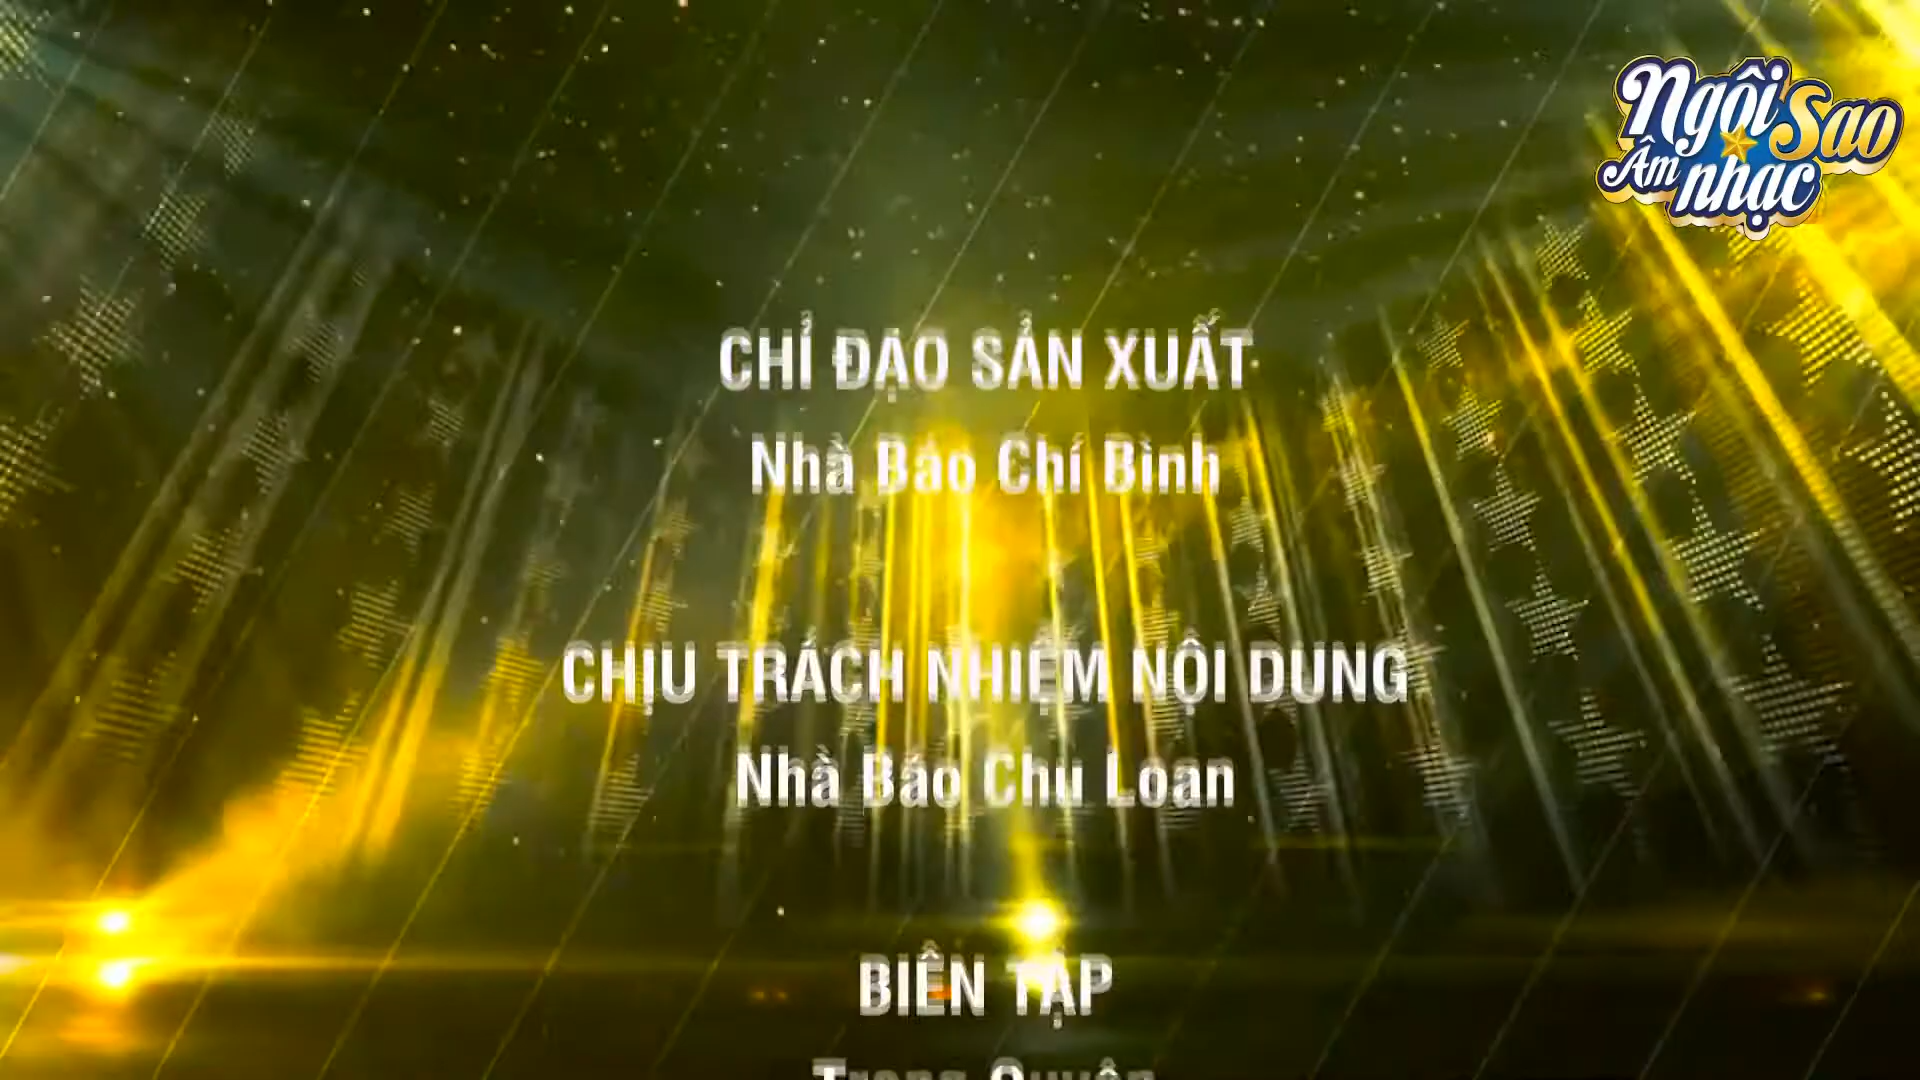 Ngôi Sao
Âm nhạc
CHỈ ĐẠO SẢN XUẤT
Nhà Báo Chí Bình
CHỊU TRÁCH NHIỆM NỘI DUNG
Nhà Báo Chu Loan
BIÊN TẬP